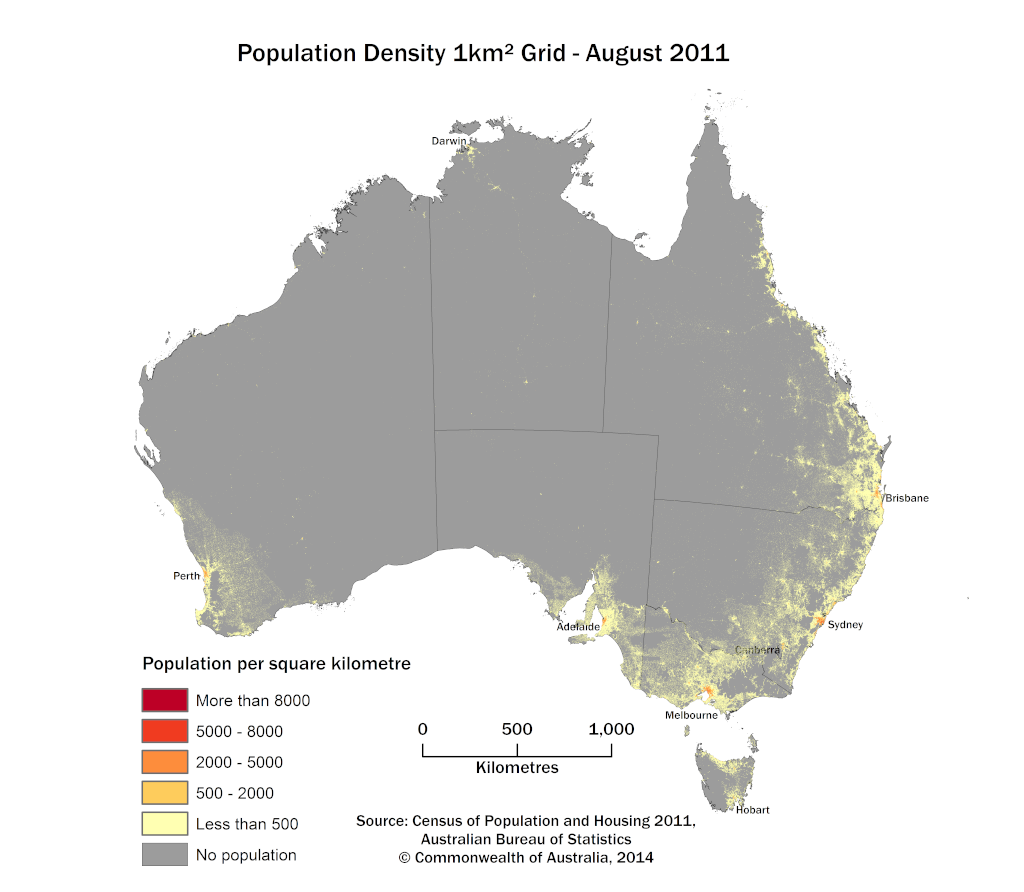 Population Density 1km² Grid - August 2011
Darwin
Brisbane
Perth
Adelaide
Sydney
Canberra
Melbourne
Hobart
Population per square kilometre
More than 8000
5000 - 8000
2000 - 5000
500 - 2000
Less than 500
No population
0 500 1,000
Kilometres
Source: Census of Population and Housing 2011,
Australian Bureau of Statistics
© Commonwealth of Australia, 2014